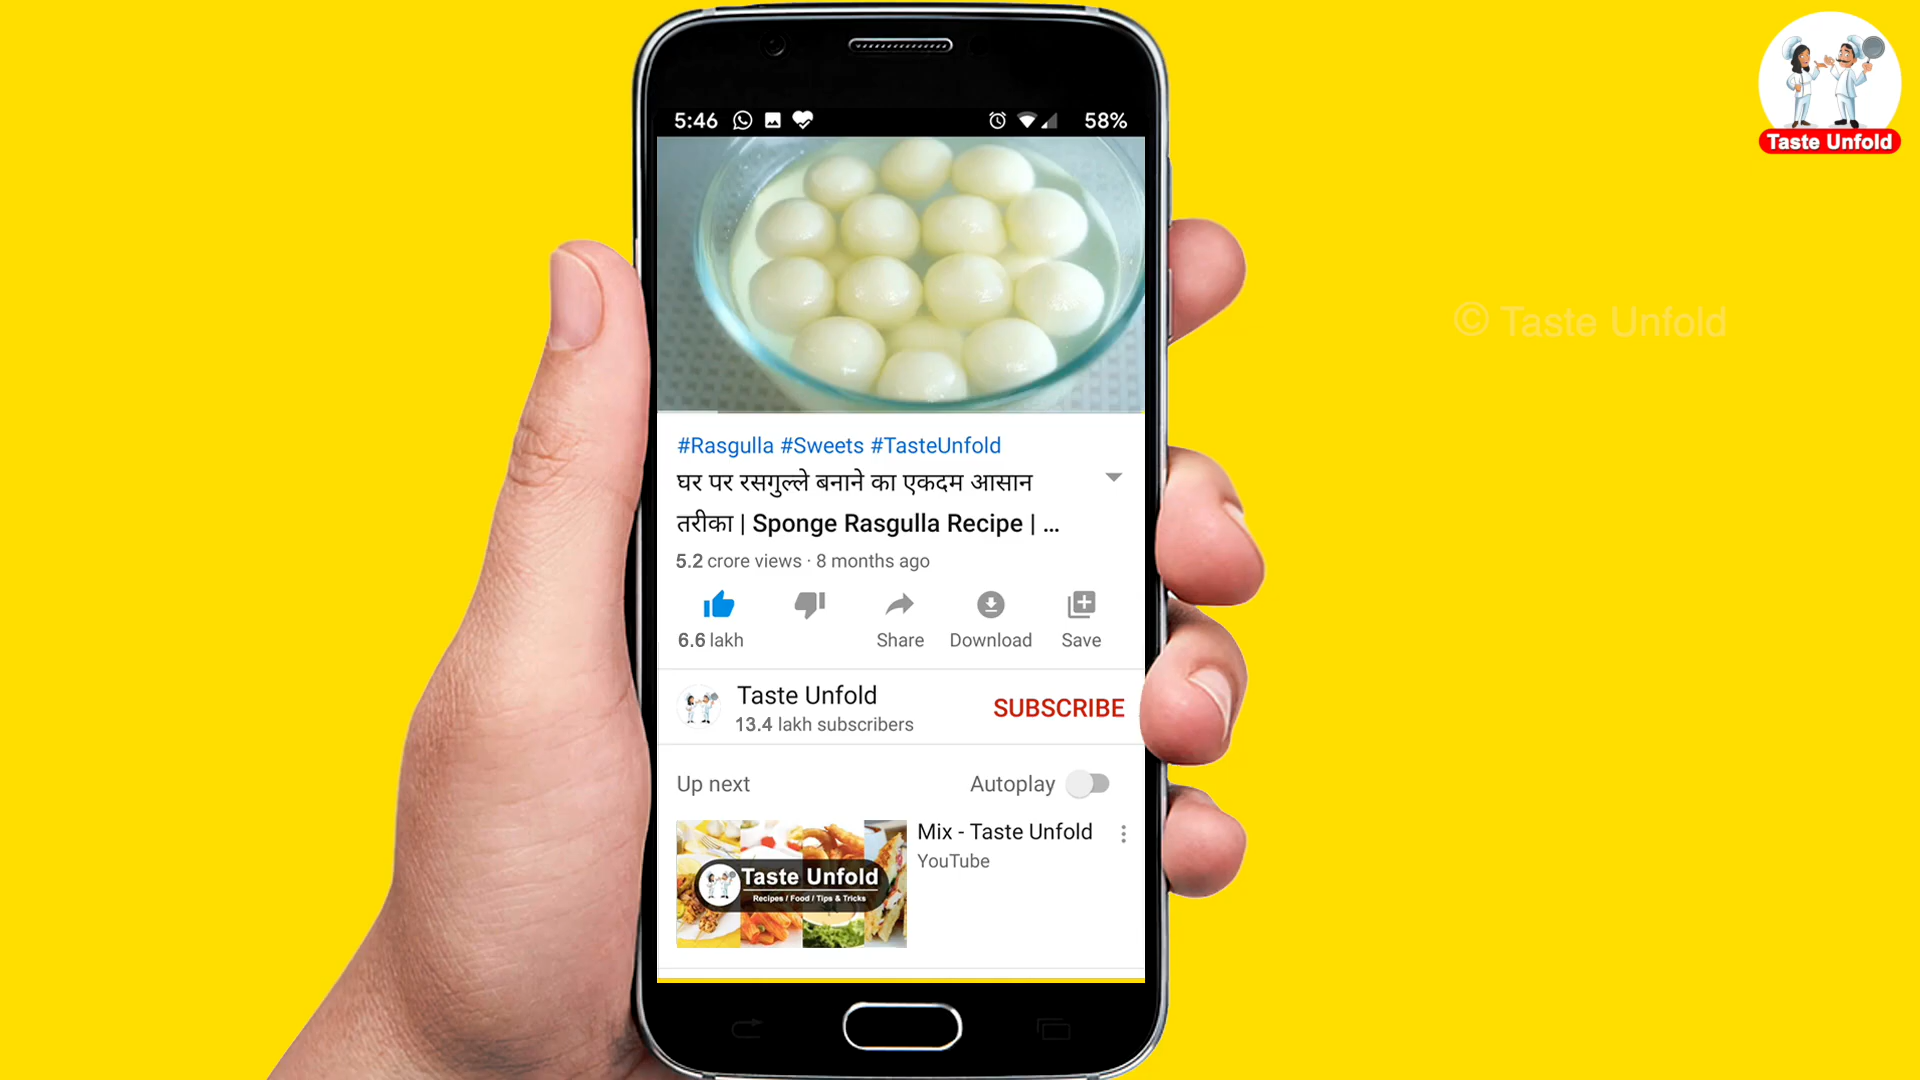 5:46
58%
Taste Unfold
© Taste Unfold
#Rasgulla #Sweets #TasteUnfold
घर पर रसगुल्ले बनाने का एकदम आसान
तरीका | Sponge Rasgulla Recipe | ...
5.2 crore views · 8 months ago
6.6 lakh
Share
Download
Save
Taste Unfold
13.4 lakh subscribers
SUBSCRIBE
Up next
Autoplay
Mix - Taste Unfold
YouTube
Taste Unfold
Recipes / Food / Tips & Tricks